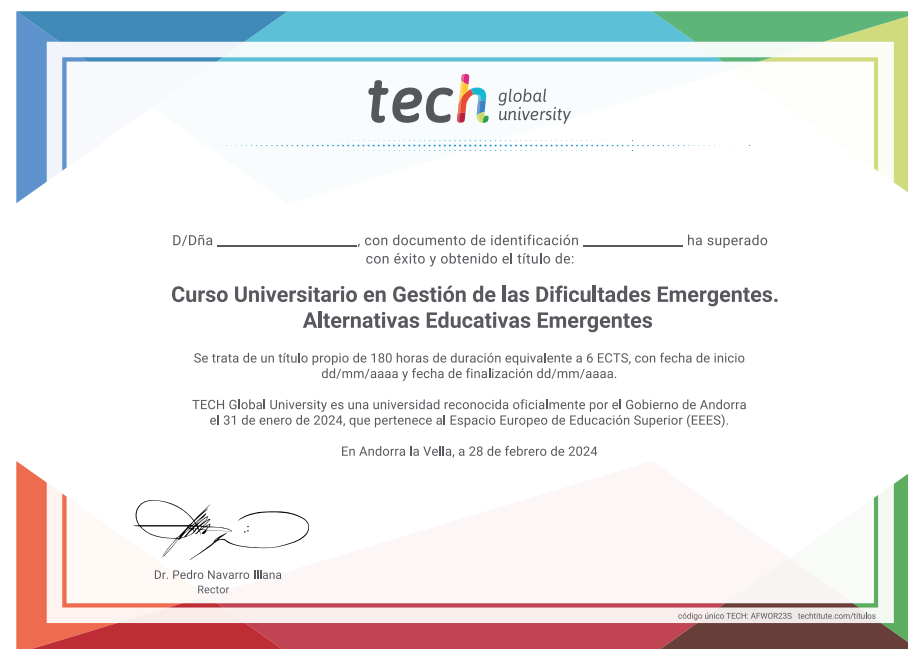 tech global university
D/Dña ____________________, con documento de identificación ______________ ha superado
con éxito y obtenido el título de:
Curso Universitario en Gestión de las Dificultades Emergentes.
Alternativas Educativas Emergentes
Se trata de un título propio de 180 horas de duración equivalente a 6 ECTS, con fecha de inicio
dd/mm/aaaa y fecha de finalización dd/mm/aaaa.
TECH Global University es una universidad reconocida oficialmente por el Gobierno de Andorra
el 31 de enero de 2024, que pertenece al Espacio Europeo de Educación Superior (EEES).
En Andorra la Vella, a 28 de febrero de 2024
Dr. Pedro Navarro Illana
Rector
código único TECH: AFWOR23S techtitute.com/titulos